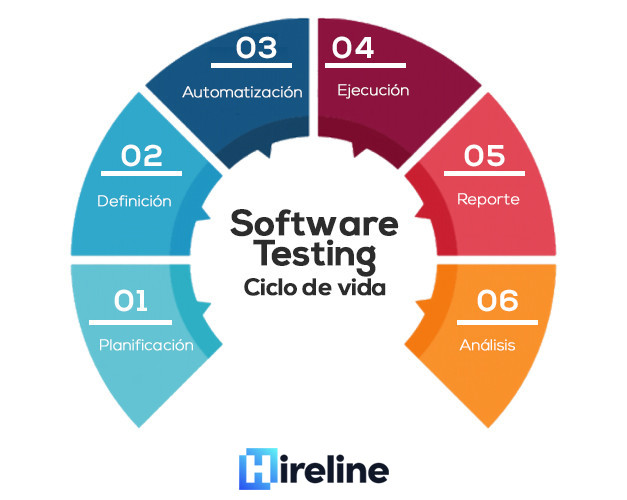 01
Planificación
02
Definición
03
Automatización
04
Ejecución
05
Reporte
06
Análisis
Software
Testing
Ciclo de vida
Hireline